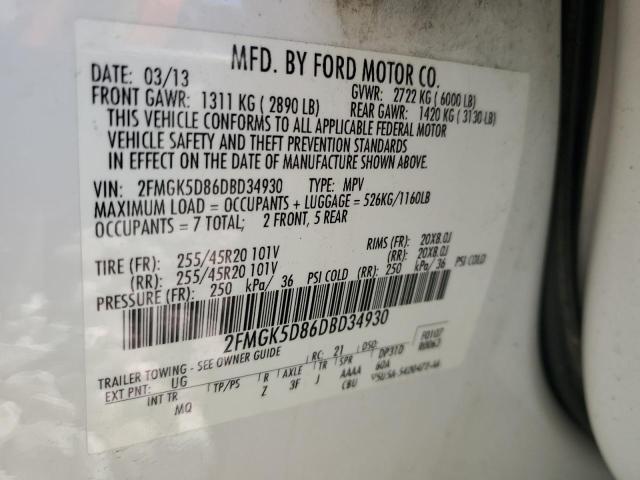 MFD. BY FORD MOTOR CO.
DATE: 03/13 GVWR: 2722 KG (6000 LB)
FRONT GAWR: 1311 KG (2890 LB) REAR GAWR: 1420 KG (3130 LB)
THIS VEHICLE CONFORMS TO ALL APPLICABLE FEDERAL MOTOR
VEHICLE SAFETY AND THEFT PREVENTION STANDARDS
IN EFFECT ON THE DATE OF MANUFACTURE SHOWN ABOVE.
VIN: 2FMGK5D86DBD34930 TYPE: MPV
MAXIMUM LOAD = OCCUPANTS + LUGGAGE = 526KG/1160LB
OCCUPANTS = 7 TOTAL; 2 FRONT, 5 REAR
TIRE (FR): 255/45R20 101V RIMS (FR): 20X8.0J
(RR): 255/45R20 101V (RR): 20X8.0J
PRESSURE (FR): 250 kPa/ 36 PSI COLD (RR): 250 kPa/ 36 PSI COLD
2FMGK5D86DBD34930
F0107
TRAILER TOWING - SEE OWNER GUIDE RC: 21 DSO:
EXT PNT: UG INT TR TP/PS R AXLE TR SPR DP31D
MQ Z 3F J AAAA 60A
CBU